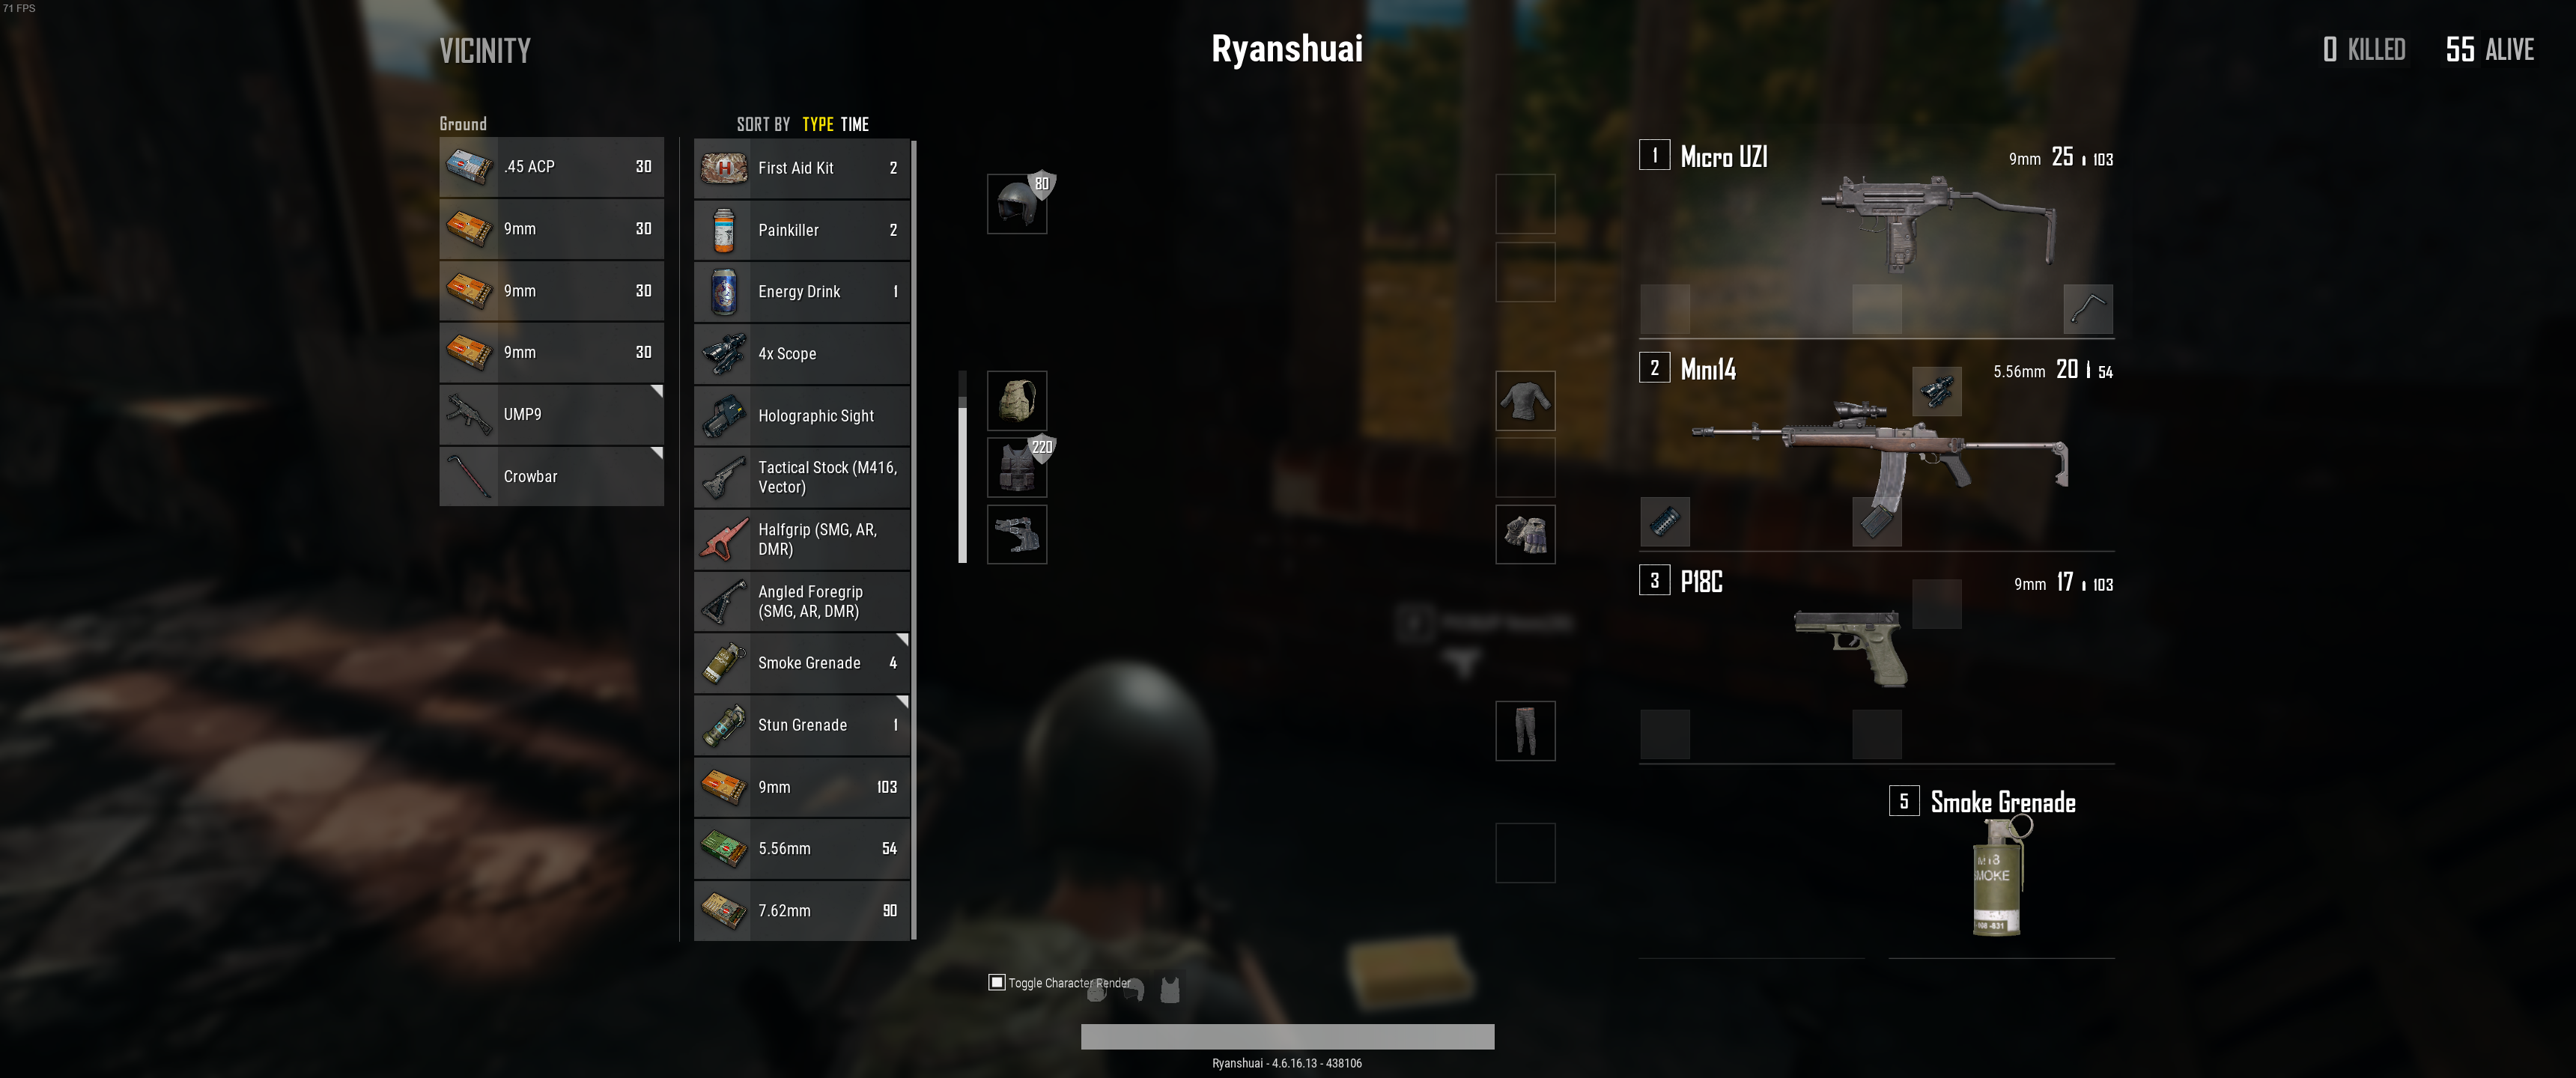 71 FPS
VICINITY
Ryanshuai
0 KILLED 55 ALIVE
Ground
SORT BY TYPE TIME
.45 ACP 30
9mm 30
9mm 30
9mm 30
UMP9
Crowbar
First Aid Kit 2
Painkiller 2
Energy Drink 1
4x Scope
Holographic Sight
Tactical Stock (M416,
Vector)
Halfgrip (SMG, AR,
DMR)
Angled Foregrip
(SMG, AR, DMR)
Smoke Grenade 4
Stun Grenade 1
9mm 103
5.56mm 54
7.62mm 90
80
220
1 Micro UZI 9mm 25 103
2 Mini14 5.56mm 20 54
3 P18C 9mm 17 103
5 Smoke Grenade
M18
SMOKE
Toggle Character Render
Ryanshuai - 4.6.16.13 - 438106